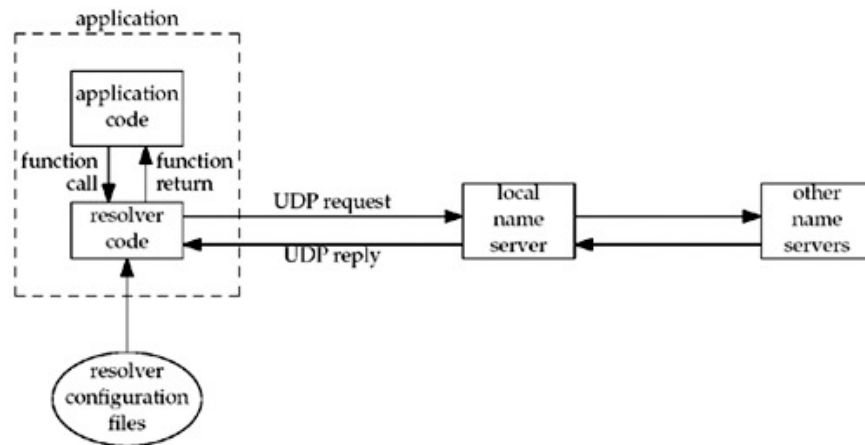 application
application
code
function
call
function
return
resolver
code
UDP request
UDP reply
local
name
server
other
name
servers
resolver
configuration
files